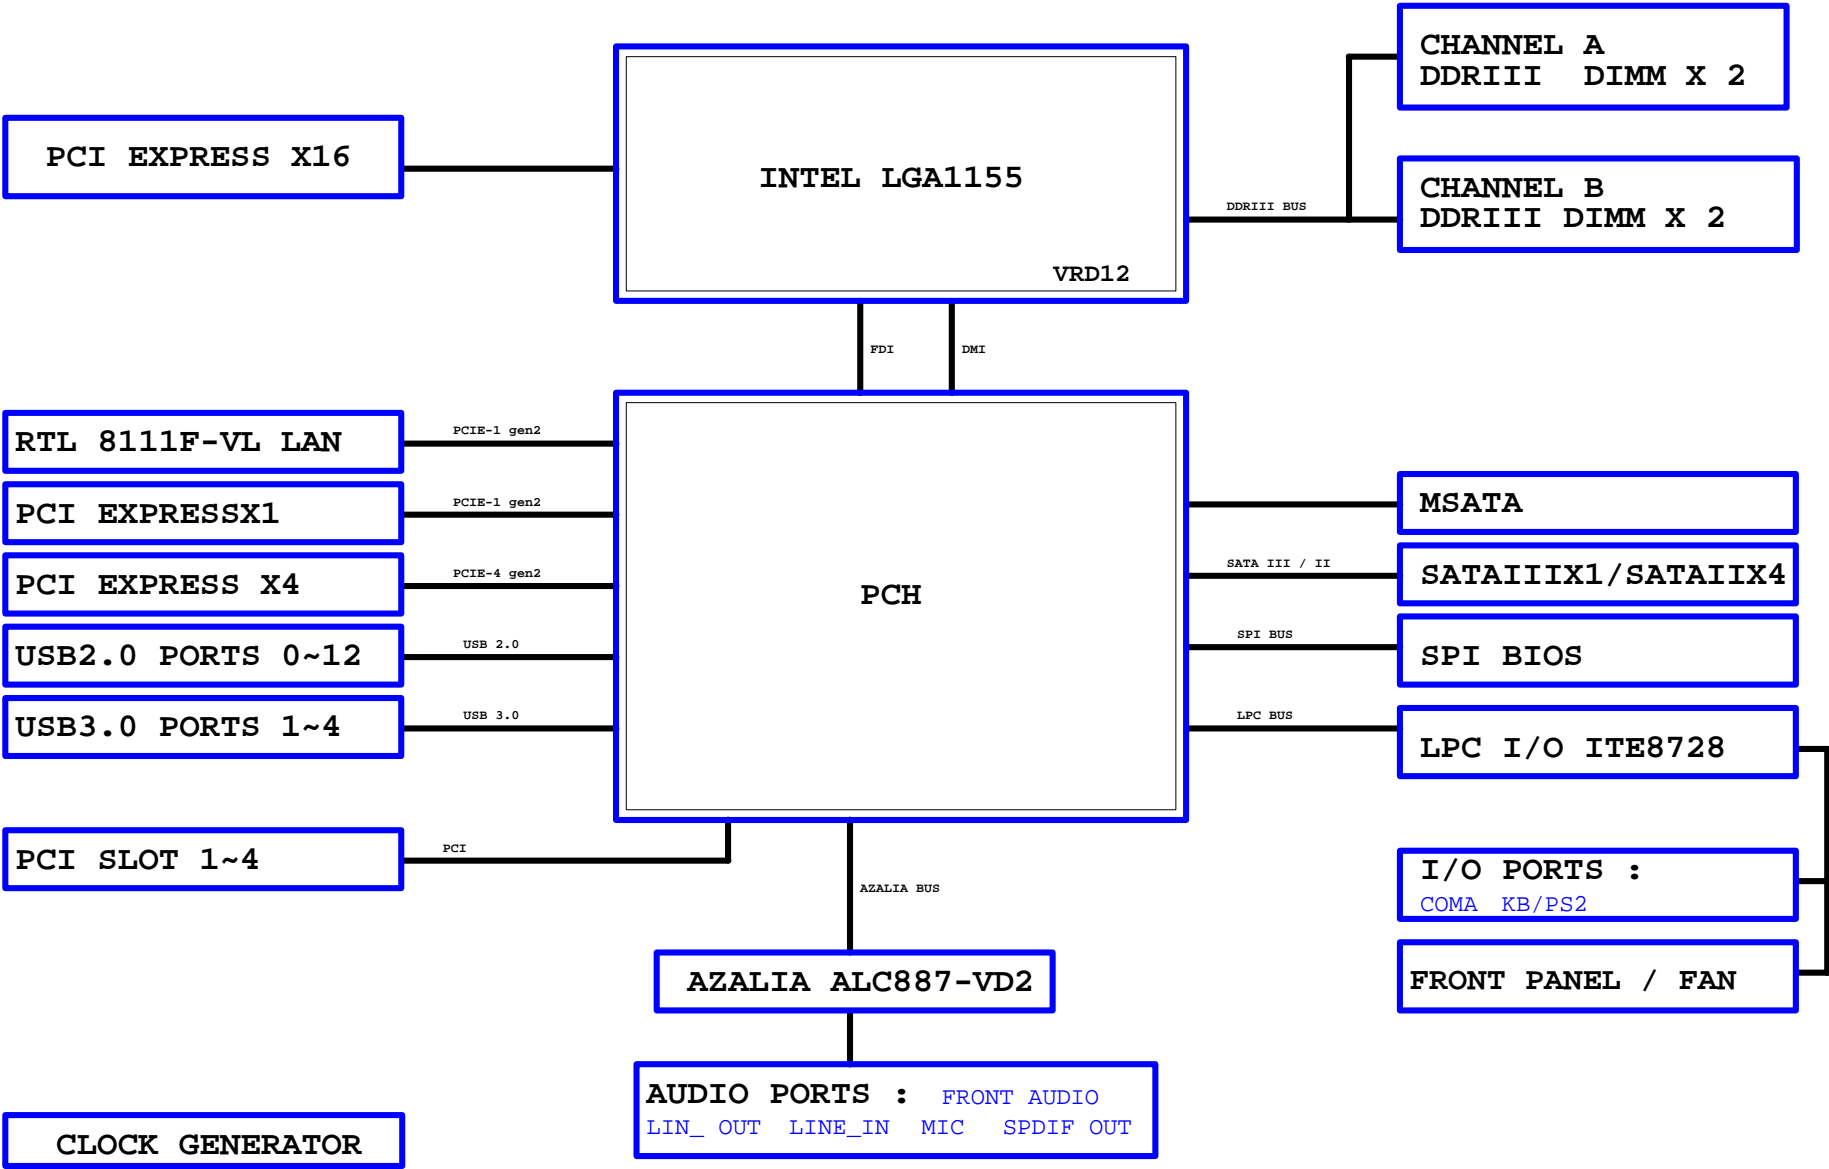 CHANNEL A
DDRIII DIMM X 2
PCI EXPRESS X16
INTEL LGA1155
VRD12
DDRIII BUS
CHANNEL B
DDRIII DIMM X 2
FDI
DMI
RTL 8111F-VL LAN
PCIE-1 gen2
PCI EXPRESSX1
PCIE-1 gen2
PCI EXPRESS X4
PCIE-4 gen2
USB2.0 PORTS 0~12
USB 2.0
USB3.0 PORTS 1~4
USB 3.0
PCH
MSATA
SATA III / II
SATAIIIX1/SATAIIX4
SPI BUS
SPI BIOS
LPC BUS
LPC I/O ITE8728
PCI SLOT 1~4
PCI
AZALIA BUS
I/O PORTS :
COMA KB/PS2
FRONT PANEL / FAN
AZALIA ALC887-VD2
AUDIO PORTS : FRONT AUDIO
LIN_ OUT LINE_IN MIC SPDIF OUT
CLOCK GENERATOR